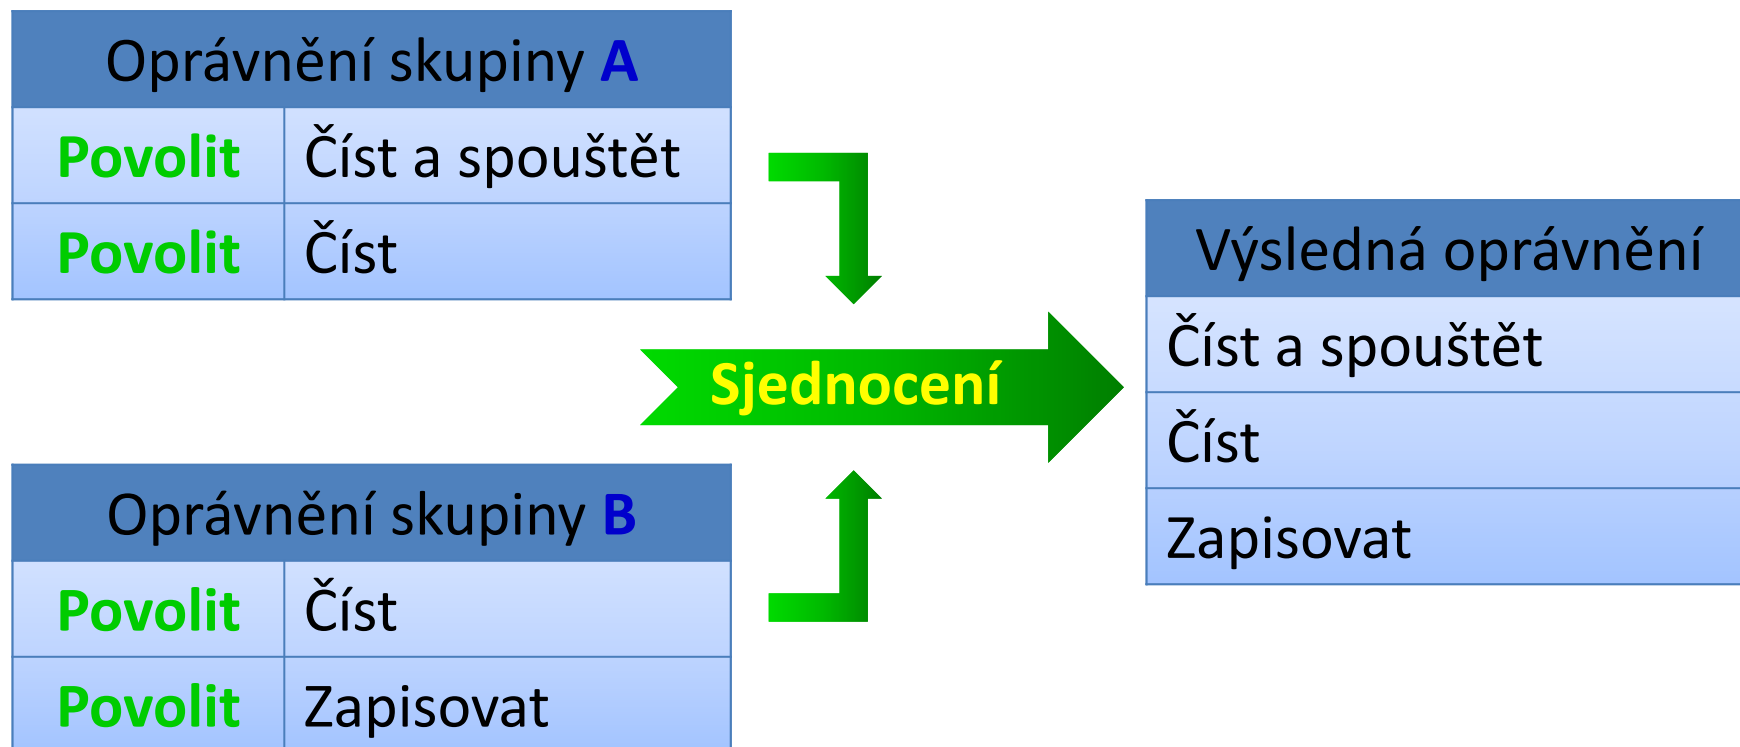 Oprávnění skupiny A
Povolit Číst a spouštět
Povolit Číst
Sjednocení
Oprávnění skupiny B
Povolit Číst
Povolit Zapisovat
Výsledná oprávnění
Číst a spouštět
Číst
Zapisovat